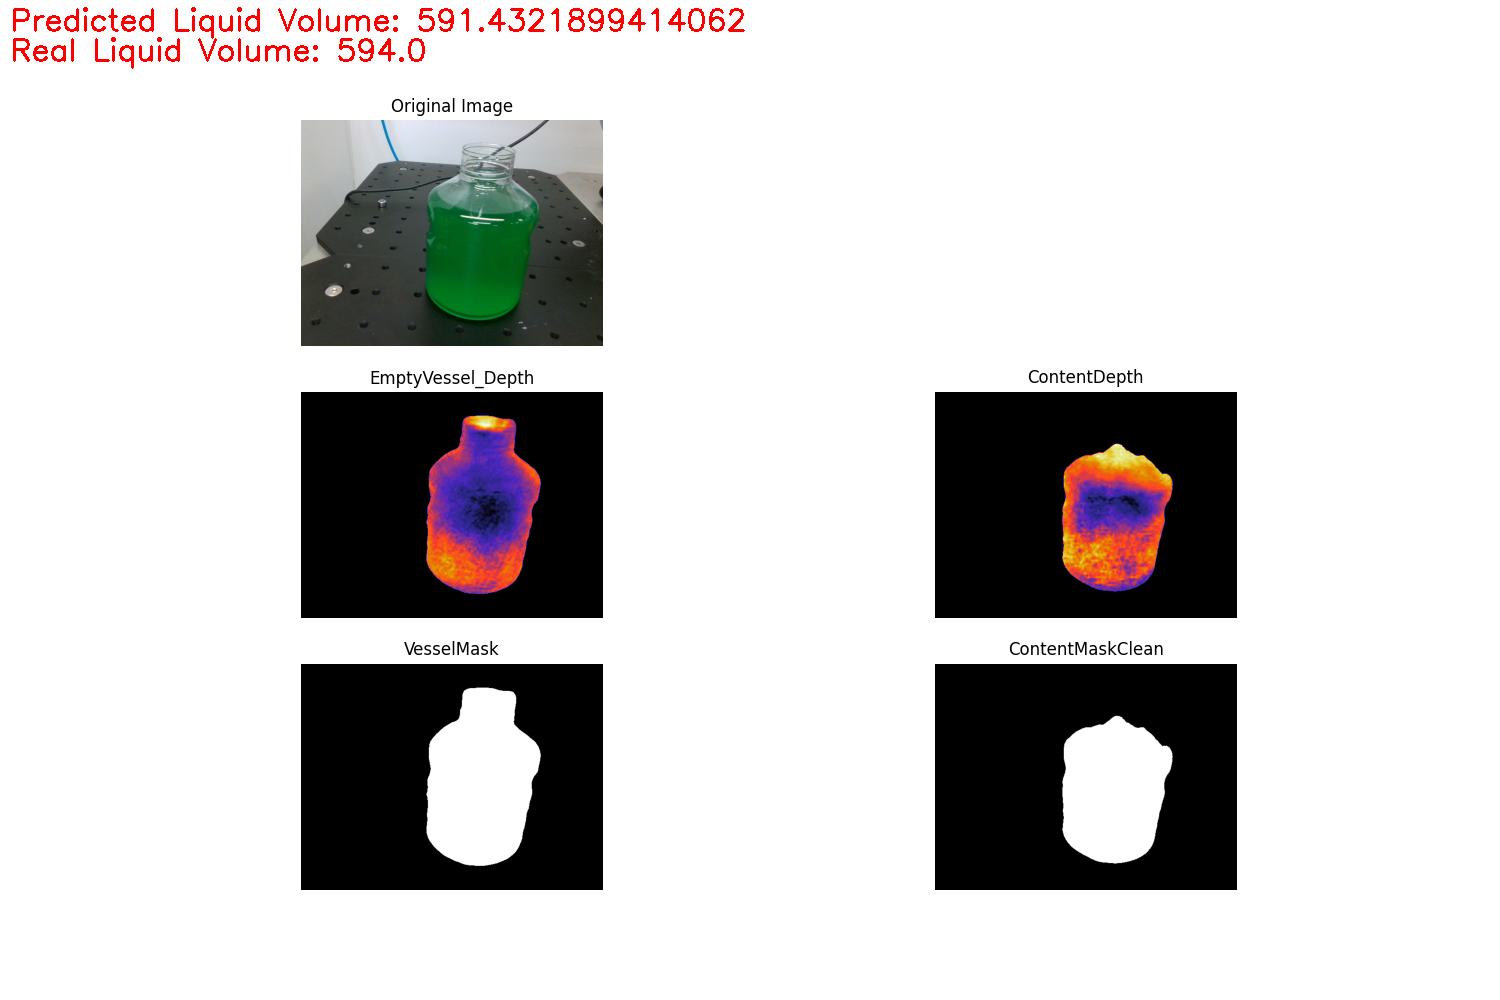 Predicted Liquid Volume: 591.4321899414062
Real Liquid Volume: 594.0
Original Image
EmptyVessel_Depth
ContentDepth
VesselMask
ContentMaskClean